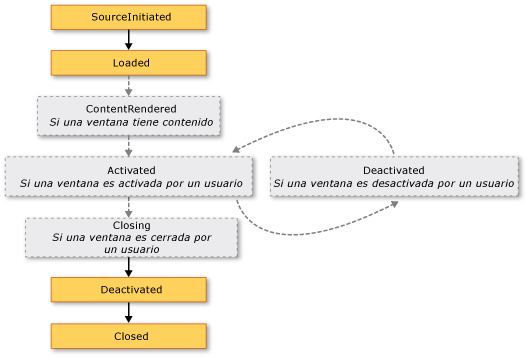 SourceInitiated
Loaded
ContentRendered
Si una ventana tiene contenido
Activated
Si una ventana es activada por un usuario
Deactivated
Si una ventana es desactivada por un usuario
Closing
Si una ventana es cerrada por
un usuario
Deactivated
Closed